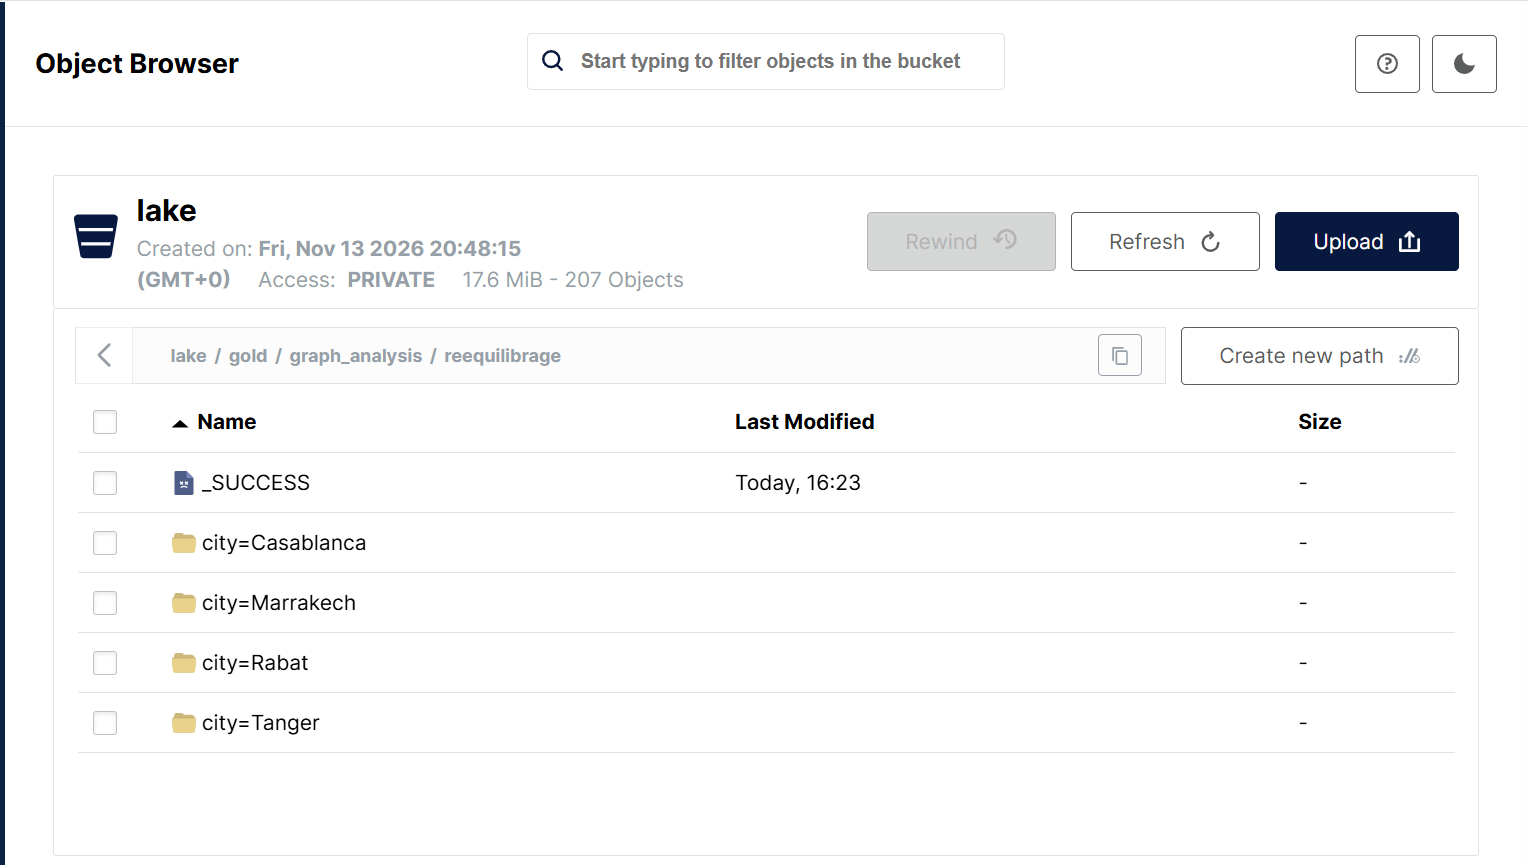 Object Browser
Start typing to filter objects in the bucket
lake
Created on: Fri, Nov 13 2026 20:48:15
(GMT+0) Access: PRIVATE 17.6 MiB - 207 Objects
Rewind
Refresh
Upload
lake / gold / graph_analysis / reequilibrage
Create new path
Name Last Modified Size
_SUCCESS Today, 16:23 -
city=Casablanca -
city=Marrakech -
city=Rabat -
city=Tanger -